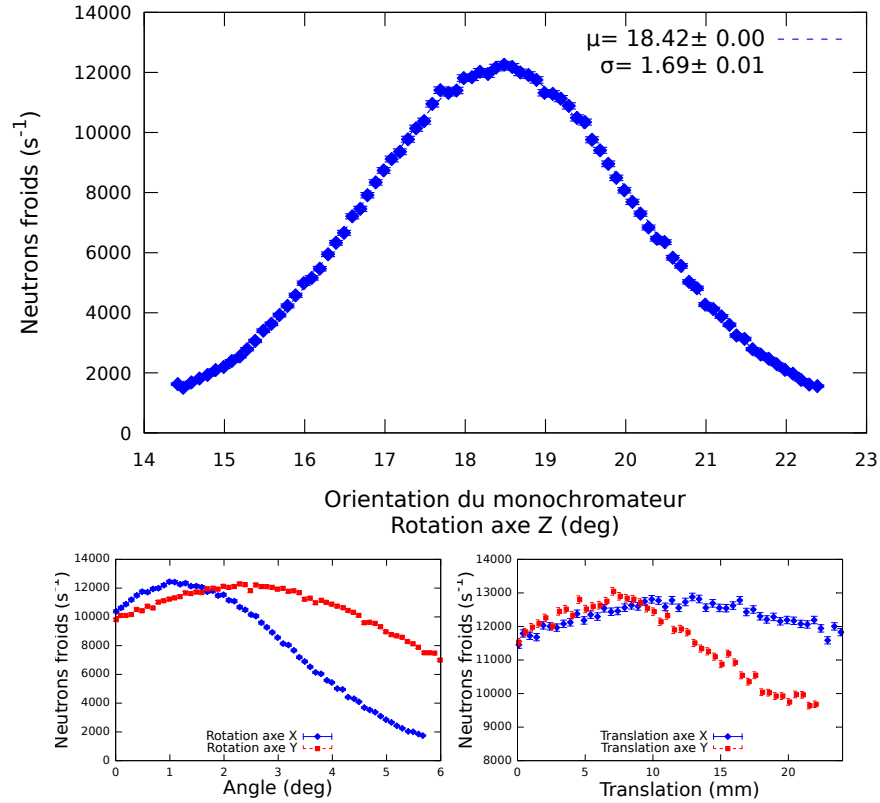 14000
12000
10000
8000
6000
4000
2000
0
Neutrons froids (s⁻¹)
μ= 18.42± 0.00
σ= 1.69± 0.01
14 15 16 17 18 19 20 21 22 23
Orientation du monochromateur
Rotation axe Z (deg)
14000
12000
10000
8000
6000
4000
2000
0
Neutrons froids (s⁻¹)
Rotation axe X
Rotation axe Y
0 1 2 3 4 5 6
Angle (deg)
13000
14000
12000
11000
10000
9000
8000
Neutrons froids (s⁻¹)
Translation axe X
Translation axe Y
0 5 10 15 20
Translation (mm)